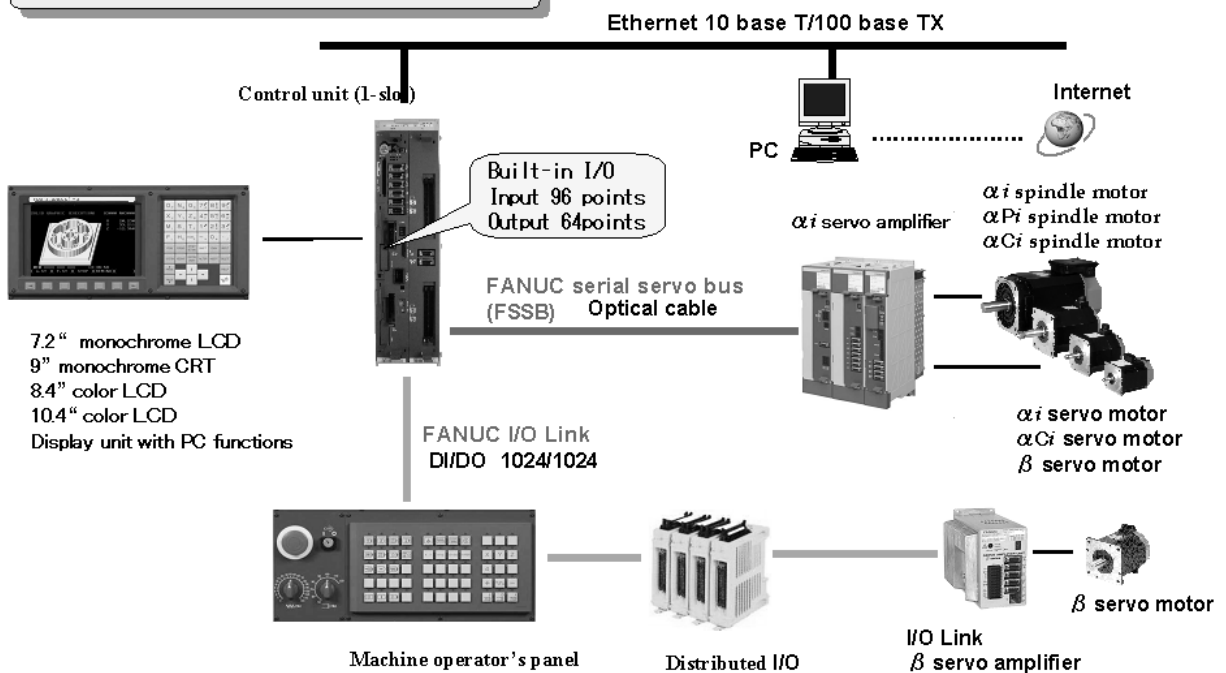 Ethernet 10 base T/100 base TX
Control unit (1-slot)
Internet
PC
Built-in I/O
Input 96 points
Output 64points
αi spindle motor
αPi spindle motor
αCi spindle motor
αi servo amplifier
FANUC serial servo bus
(FSSB) Optical cable
7.2“ monochrome LCD
9” monochrome CRT
8.4” color LCD
10.4“ color LCD
Display unit with PC functions
αi servo motor
αCi servo motor
β servo motor
FANUC I/O Link
DI/DO 1024/1024
β servo motor
Machine operator’s panel
Distributed I/O
I/O Link
β servo amplifier